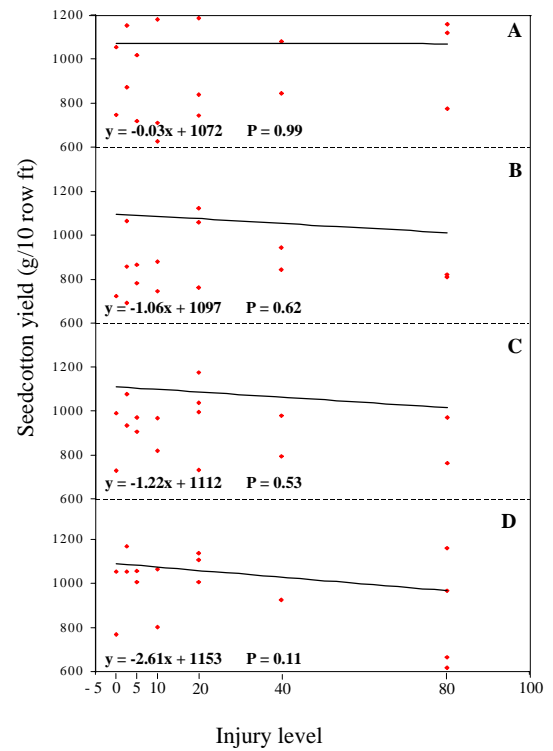 1200
A
1000
800
y = -0.03x + 1072 P = 0.99
600
B
1200
1000
800
y = -1.06x + 1097 P = 0.62
600
C
1200
1000
800
y = -1.22x + 1112 P = 0.53
600
D
1200
1000
800
y = -2.61x + 1153 P = 0.11
600
Seedcotton yield (g/10 row ft)
- 5 0 5 10 20 40 80 100
Injury level